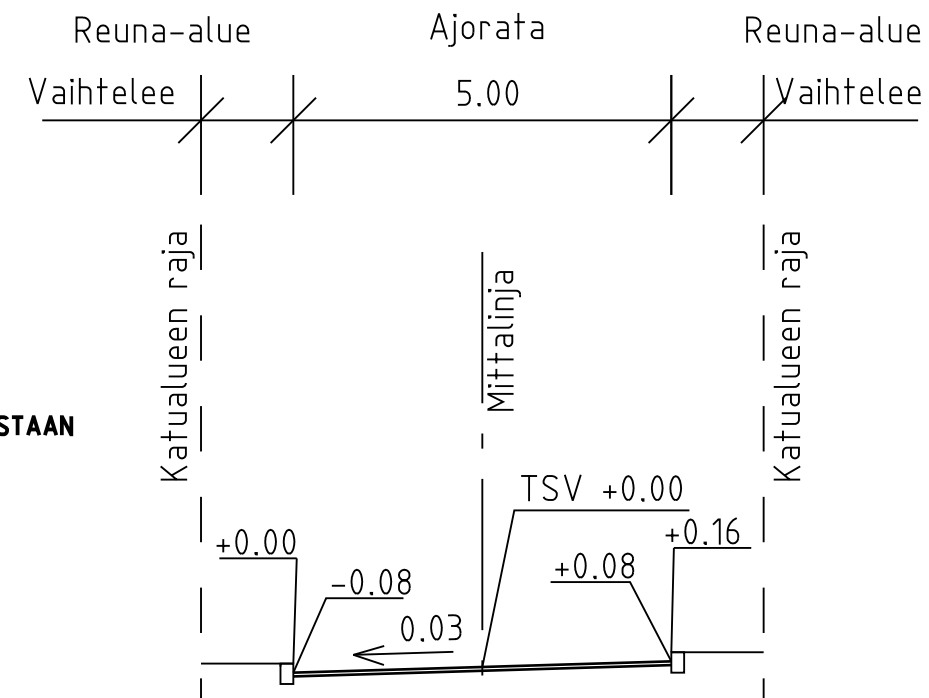 Reuna-alue
Ajorata
Reuna-alue
Vaihtelee
5.00
Vaihtelee
Katualueen raja
Mittalinja
Katualueen raja
STAAN
TSV +0.00
+0.00
+0.16
-0.08
+0.08
0.03